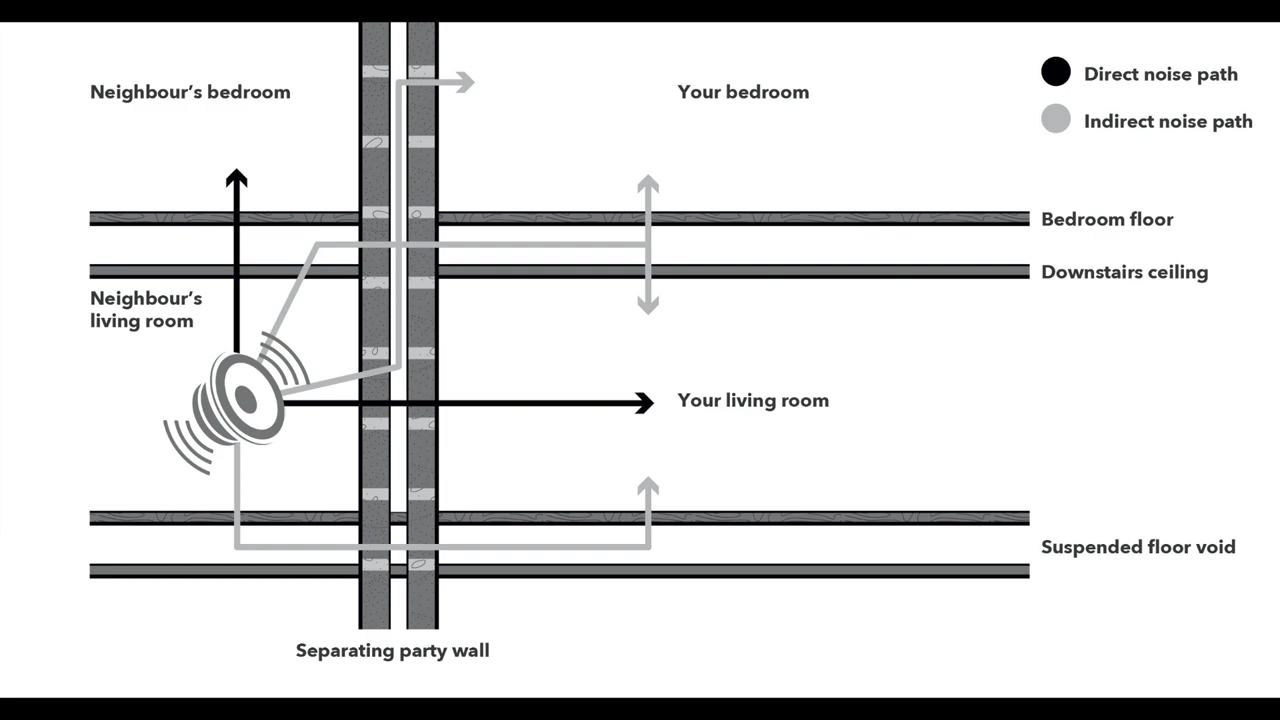 Neighbour's bedroom
Your bedroom
Direct noise path
Indirect noise path
Bedroom floor
Downstairs ceiling
Neighbour's
living room
Your living room
Suspended floor void
Separating party wall